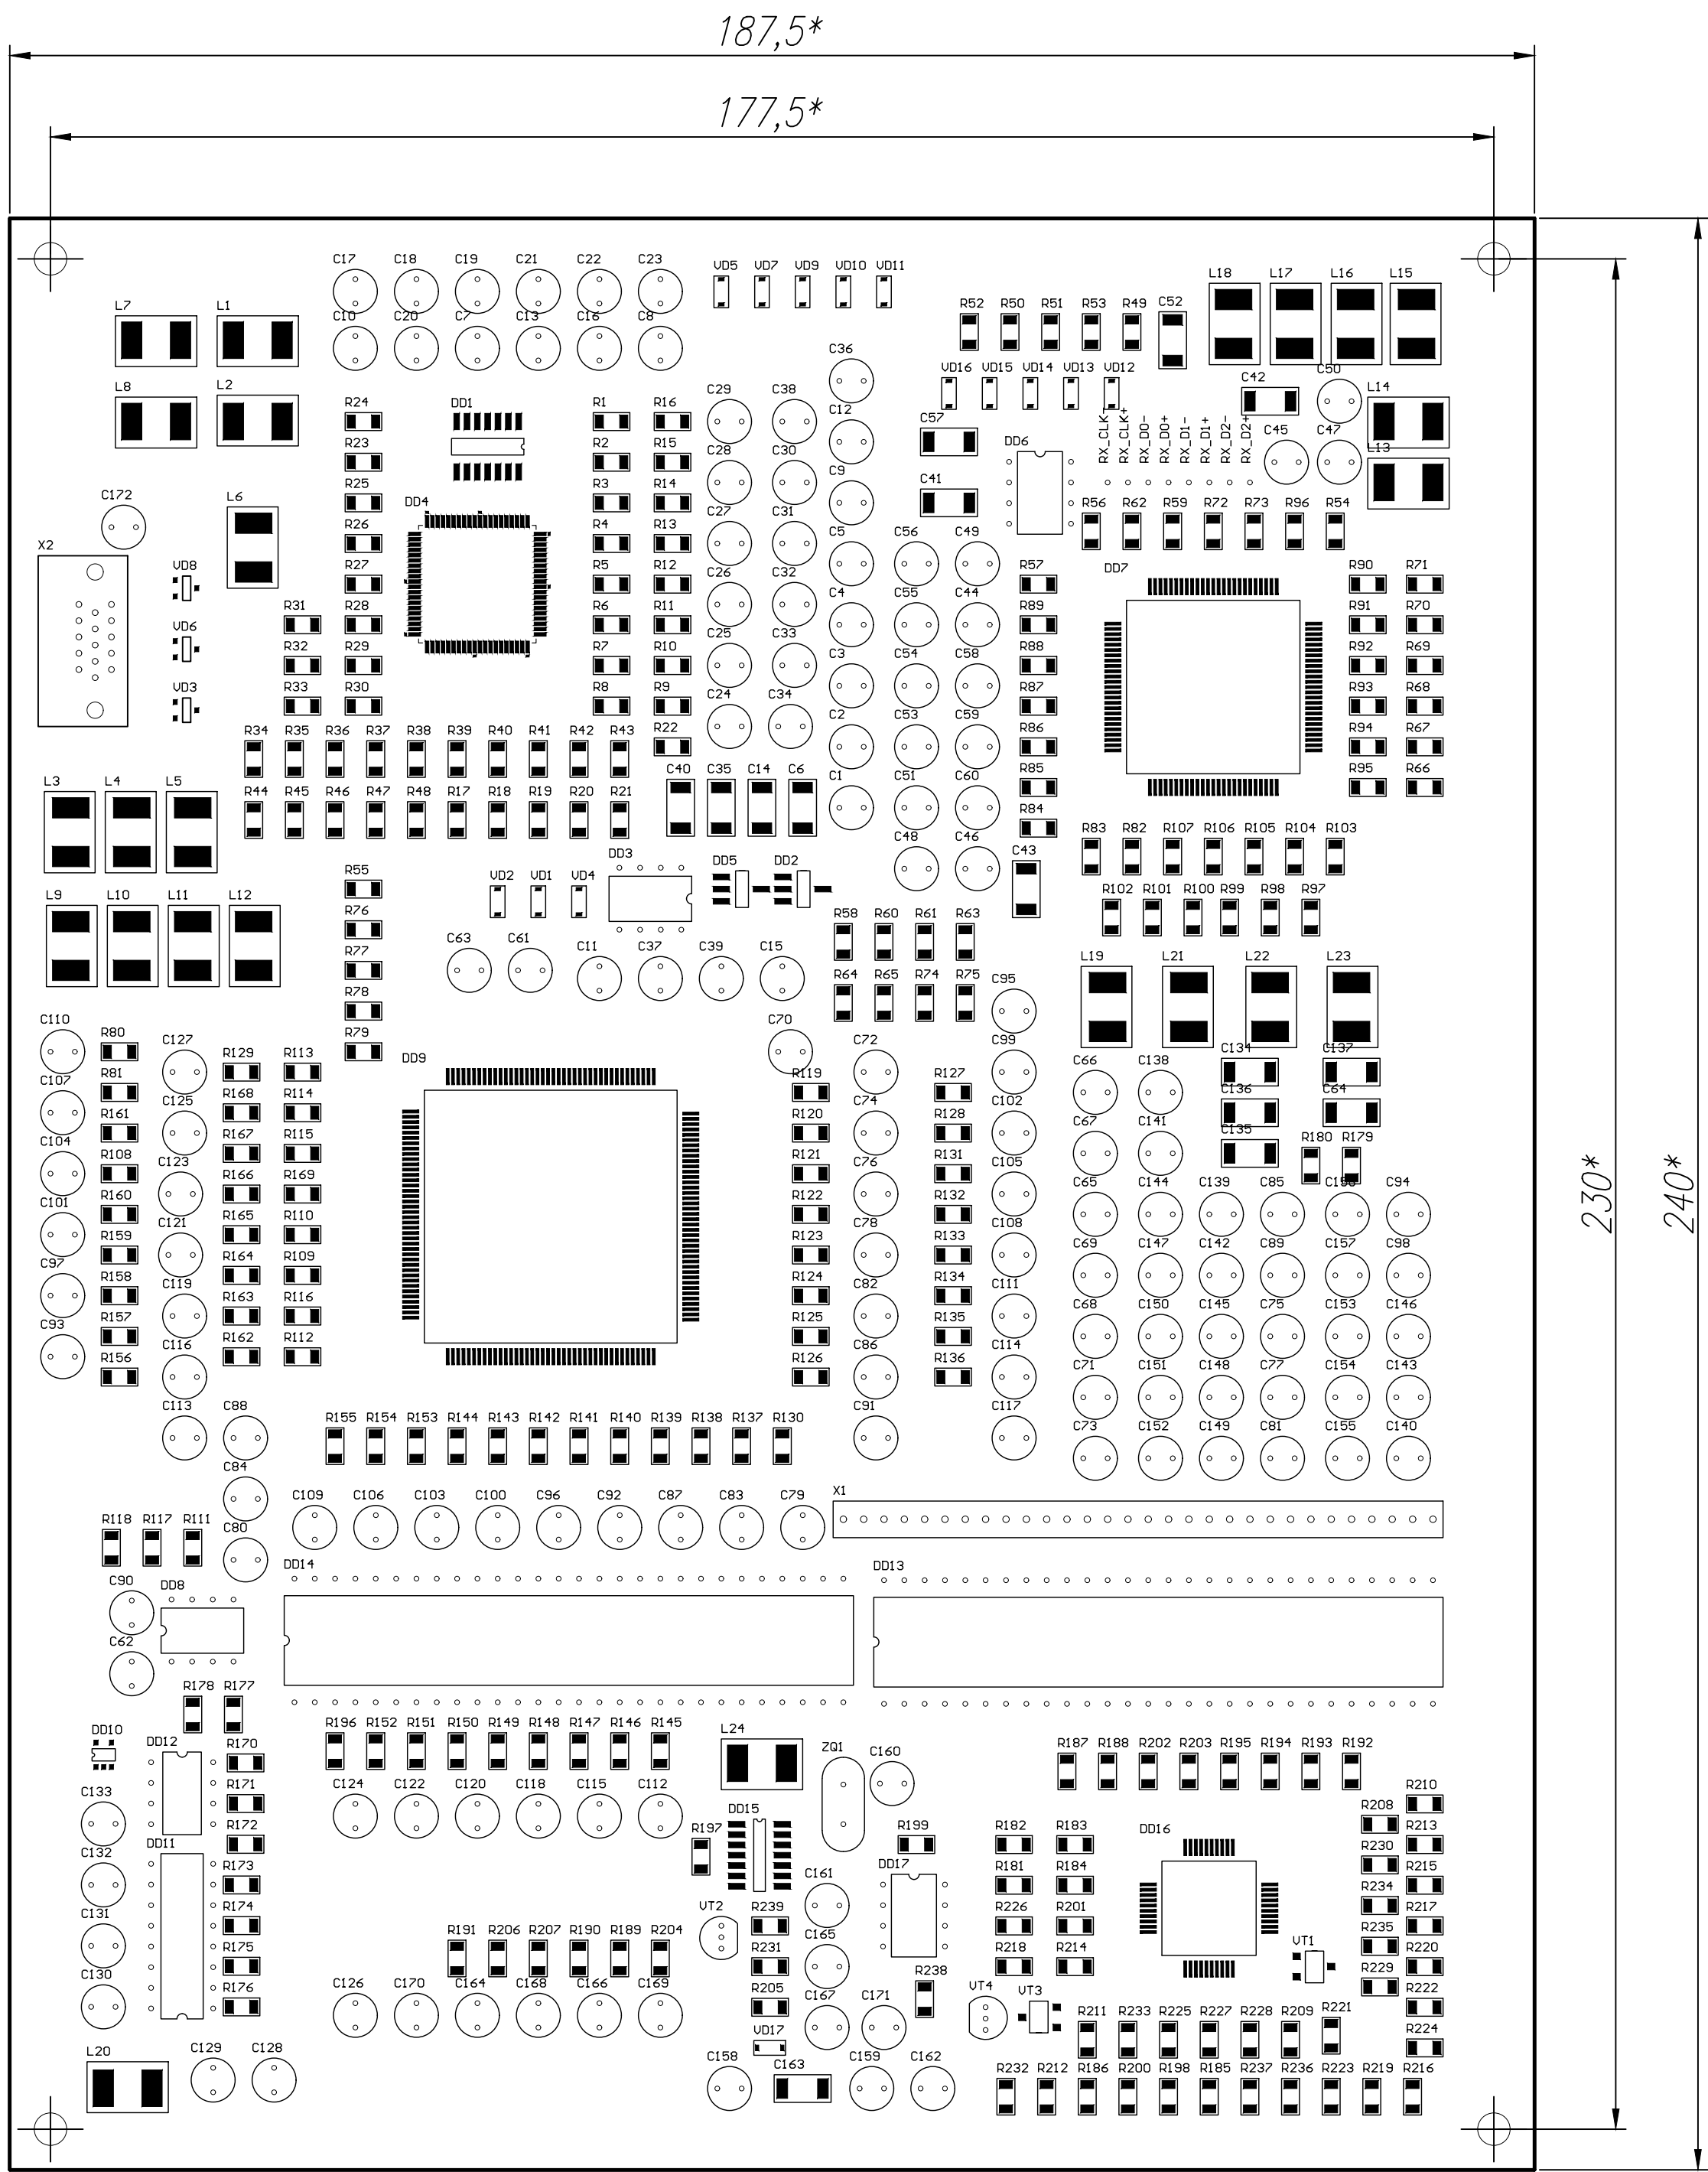 187,5*
177,5*
C17 C18 C19 C21 C22 C23 VD5 VD7 VD9 VD10 VD11
L18 L17 L16 L15
L7 L1 R52 R50 R51 R53 R49 C52
C10 C20 C7 C13 C16 C8
C36
VD16 VD15 VD14 VD13 VD12 C42 C50
L8 L2 C29 C38 L14
R24 DD1 R1 R16 C12 C57
RX_CLK- RX_CLK+ RX_D0- RX_D0+ RX_D1- RX_D1+ RX_D2- RX_D2+
R23 R2 R15 C28 C30 DD6 C45 C47 L13
C172 L6 R25 DD4 R3 R14 C9 C41
R56 R62 R59 R72 R73 R96 R54
R26 R4 R13 C27 C31 C5 C56 C49
X2 VD8 R27 R5 R12 C26 C32 R57 DD7 R90 R71
R31 R28 R6 R11 C4 C55 C44 R89 R91 R70
VD6 R32 R29 R7 R10 C25 C33 C3 C54 C58 R88 R92 R69
VD3 R33 R30 R8 R9 C24 C34 R87 R93 R68
R34 R35 R36 R37 R38 R39 R40 R41 R42 R43 R22 C2 C53 C59 R86 R94 R67
L3 L4 L5 C40 C35 C14 C6 C1 C51 C60 R85 R95 R66
R44 R45 R46 R47 R48 R17 R18 R19 R20 R21 R84
C48 C46 C43 R83 R82 R107 R106 R105 R104 R103
R55 VD2 VD1 VD4 DD3 DD5 DD2
L9 L10 L11 L12 R102 R101 R100 R99 R98 R97
R76 R58 R60 R61 R63
R77 C63 C61 C11 C37 C39 C15 L19 L21 L22 L23
R78 R64 R65 R74 R75 C95
C110 R80 C127 R79 C70 C72 C99
R129 R113 DD9 C66 C138 C134 C137
C107 R81 C125 R119 R127
R168 R114 C74 C102 C136 C64
C104 R161 R167 R115 R120 R128 C67 C141 C135 R180 R179
R108 C123 R166 R169 R121 C76 R131 C105
C101 R160 R165 R110 R122 R132 C65 C144 C139 C85 C94
R159 C121 R164 R109 R123 C78 R133 C108
C97 R158 C119 R163 R116 R124 C82 R134 C111 C69 C147 C142 C89 C157 C98
C93 R157 C116 R162 R112 R125 C86 R135 C114 C68 C150 C145 C75 C153 C146
R156 R126 R136 C71 C151 C148 C77 C154 C143
C113 C88 R155 R154 R153 R144 R143 R142 R141 R140 R139 R138 R137 R130 C91 C117 C73 C152 C149 C81 C155 C140
C84 C109 C106 C103 C100 C96 C92 C87 C83 C79 X1
R118 R117 R111 C80
DD14 DD13
C90 DD8
C62
R178 R177
DD10 DD12 R170 R196 R152 R151 R150 R149 R148 R147 R146 R145 L24 ZQ1 C160 R187 R188 R202 R203 R195 R194 R193 R192
C133 R171 C124 C122 C120 C118 C115 C112 R210
R172 DD15 R208 R213
DD11 R197 R199 R182 R183 DD16 R230
C132 R173 C161 DD17 R181 R184 R215
R174 VT2 R239 R226 R201 R234 R217
C131 R191 R206 R207 R190 R189 R204 R235
R175 R231 C165 R218 R214 VT1 R220
C130 R176 C126 C170 C164 C168 C166 C169 R205 C167 C171 R238 VT4 VT3 R229 R222
R211 R233 R225 R227 R228 R209 R221
L20 C129 C128 VD17 R224
C158 C163 C159 C162 R232 R212 R186 R200 R198 R185 R237 R236 R223 R219 R216
230*
240*